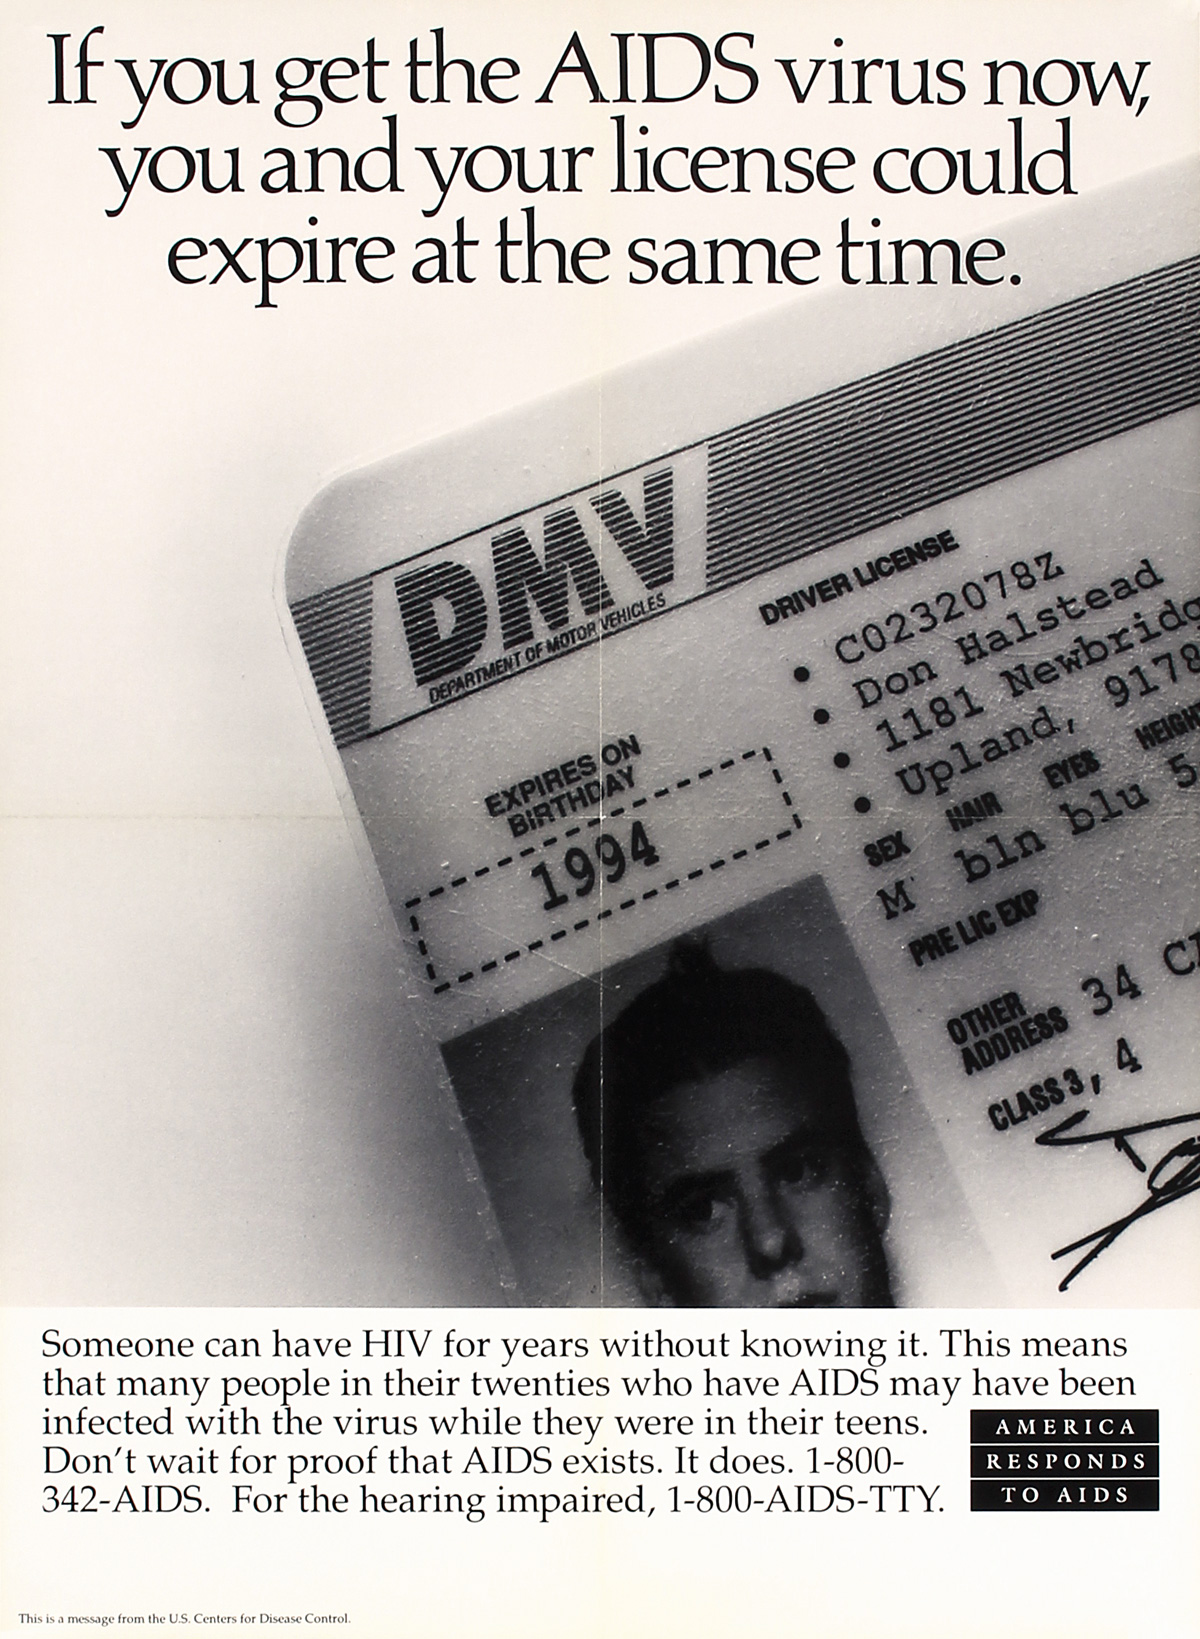 If you get the AIDS virus now,
you and your license could
expire at the same time.
DMV
DEPARTMENT OF MOTOR VEHICLES
DRIVER LICENSE
C0232078Z
Don Halstead
1181
Upland,
EXPIRES ON
BIRTHDAY
1994
SEX HAIR EYES
M bln blu 5
PRE LIC EXP
OTHER
ADDRESS 34
CLASS 3, 4
Someone can have HIV for years without knowing it. This means
that many people in their twenties who have AIDS may have been
infected with the virus while they were in their teens.
Don't wait for proof that AIDS exists. It does. 1-800-
342-AIDS. For the hearing impaired, 1-800-AIDS-TTY.
AMERICA
RESPONDS
TO AIDS
This is a message from the U.S. Centers for Disease Control.